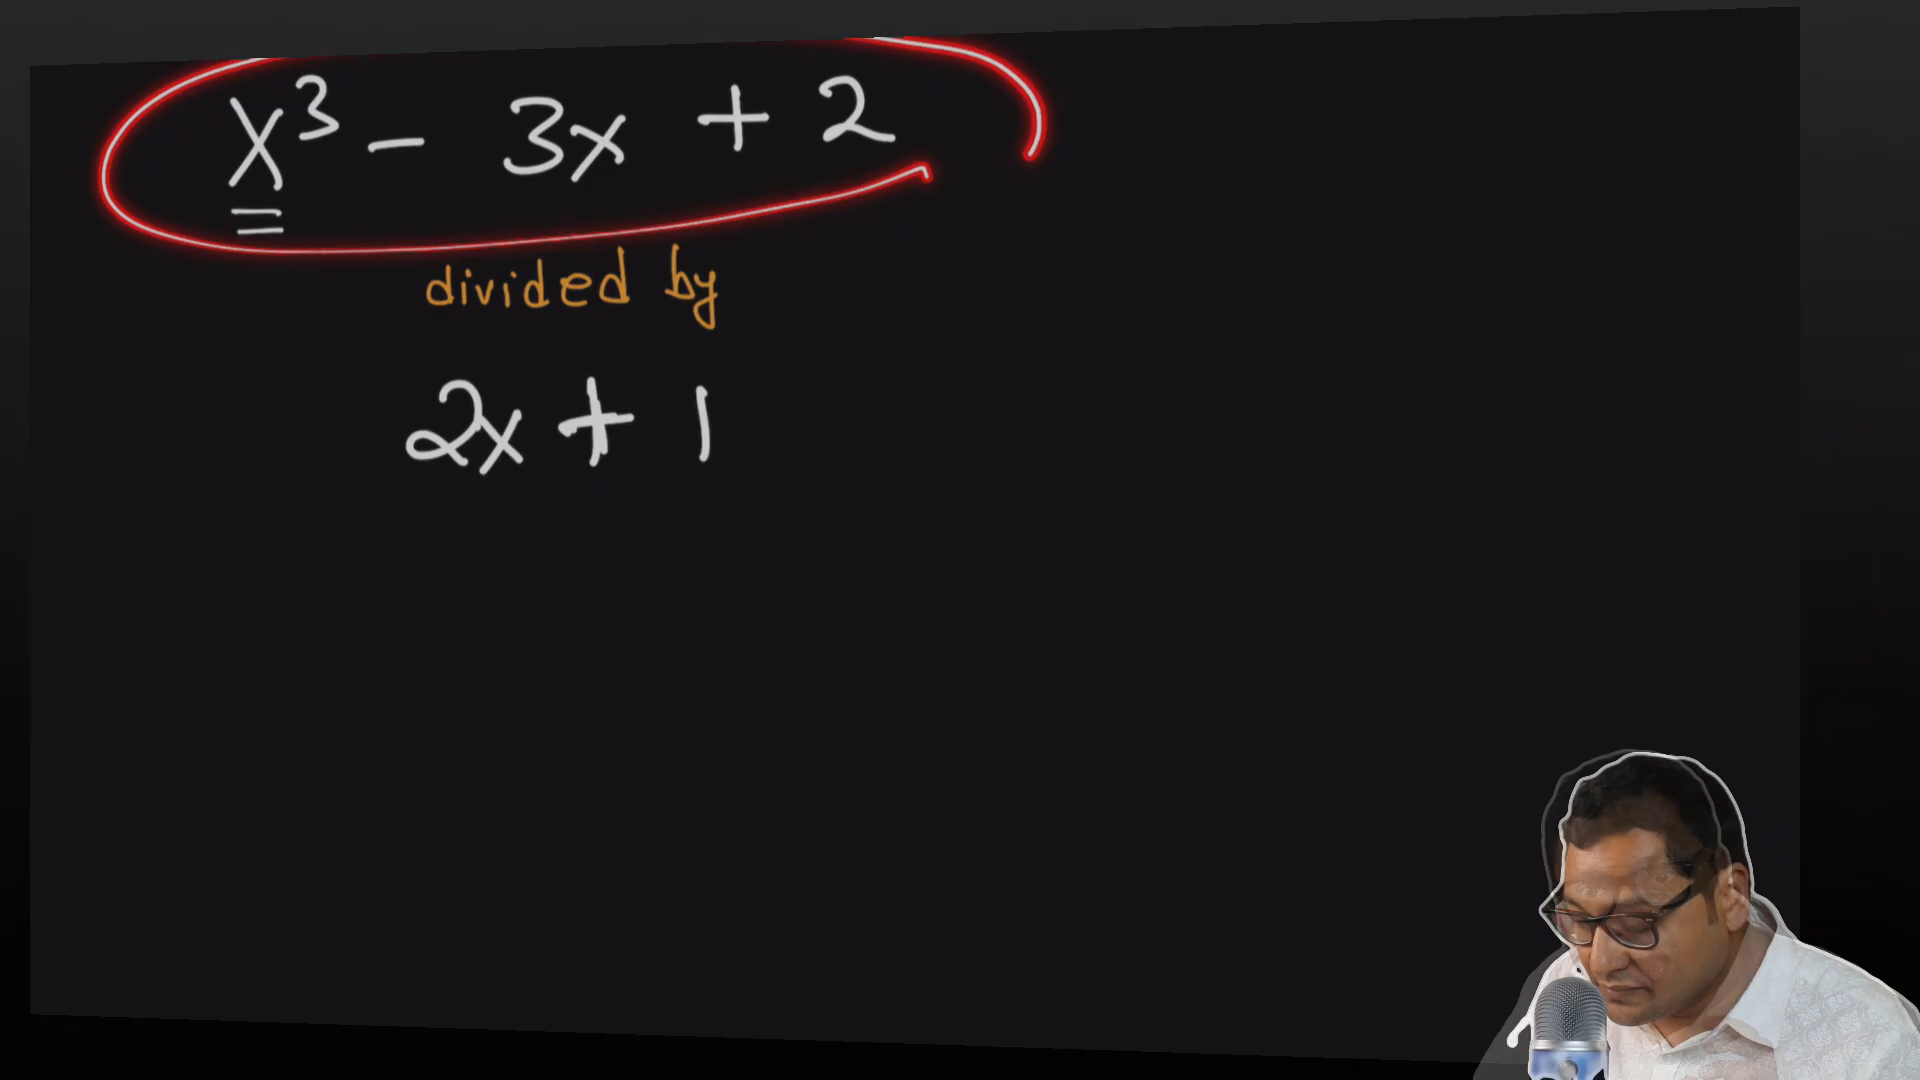 x³ - 3x + 2
divided by
2x + 1